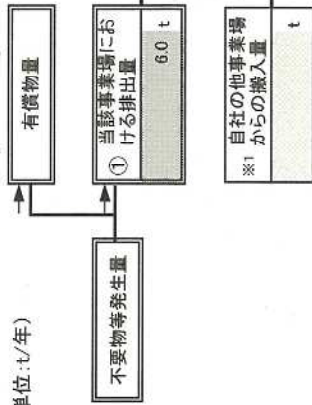 単位:t/年)
有償物量
不要物等発生量
① 当該事業場にお
ける排出量
6.0 t
※1 自社の他事業場
からの搬入量
t